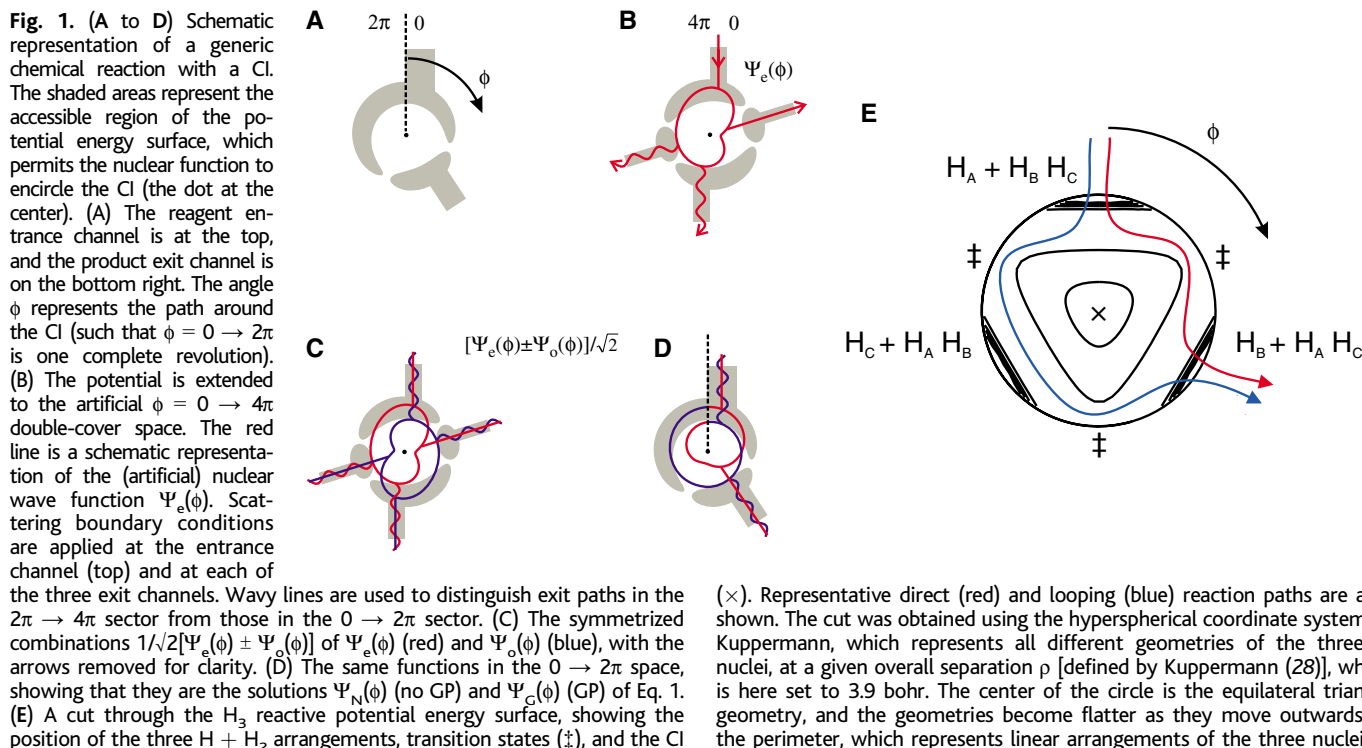 Fig. 1. (A to D) Schematic
representation of a generic
chemical reaction with a CI.
The shaded areas represent the
accessible region of the po-
tential energy surface, which
permits the nuclear function to
encircle the CI (the dot at the
center). (A) The reagent en-
trance channel is at the top,
and the product exit channel is
on the bottom right. The angle
ϕ represents the path around
the CI (such that ϕ = 0 → 2π
is one complete revolution).
(B) The potential is extended
to the artificial ϕ = 0 → 4π
double-cover space. The red
line is a schematic representa-
tion of the (artificial) nuclear
wave function Ψe(ϕ). Scat-
tering boundary conditions
are applied at the entrance
channel (top) and at each of
the three exit channels. Wavy lines are used to distinguish exit paths in the
2π → 4π sector from those in the 0 → 2π sector. (C) The symmetrized
combinations 1/√2[Ψe(ϕ) ± Ψo(ϕ)] of Ψe(ϕ) (red) and Ψo(ϕ) (blue), with the
arrows removed for clarity. (D) The same functions in the 0 → 2π space,
showing that they are the solutions ΨN(ϕ) (no GP) and ΨG(ϕ) (GP) of Eq. 1.
(E) A cut through the H3 reactive potential energy surface, showing the
position of the three H + H2 arrangements, transition states (‡), and the CI
A
2π 0
ϕ
B
4π 0
Ψe(ϕ)
C
[Ψe(ϕ)±Ψo(ϕ)]/√2
D
E
ϕ
HA + HB HC
‡
‡
×
HC + HA HB
HB + HA HC
‡
(×). Representative direct (red) and looping (blue) reaction paths are a
shown. The cut was obtained using the hyperspherical coordinate system
Kuppermann, which represents all different geometries of the three
nuclei, at a given overall separation ρ [defined by Kuppermann (28)], wh
is here set to 3.9 bohr. The center of the circle is the equilateral trian
geometry, and the geometries become flatter as they move outwards
the perimeter, which represents linear arrangements of the three nuclei